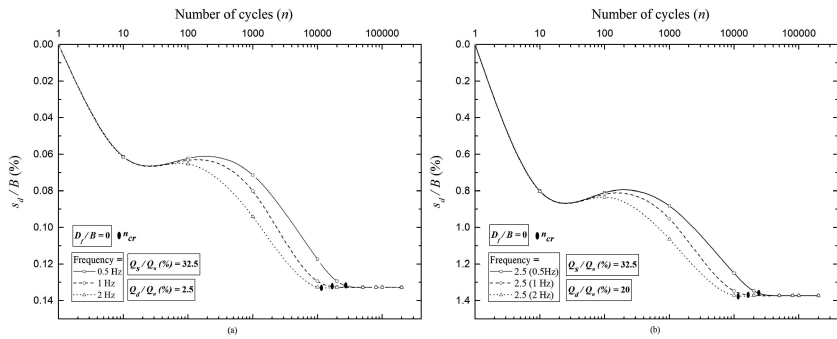 Number of cycles (n)
1 10 100 1000 10000 100000
0.00
0.02
0.04
0.06
0.08
0.10
0.12
0.14
s_d / B (%)
D_f / B = 0 n_cr
Frequency =
0.5 Hz
1 Hz
2 Hz
Q_S / Q_u (%) = 32.5
Q_d / Q_u (%) = 2.5
(a)
Number of cycles (n)
1 10 100 1000 10000 100000
0.0
0.2
0.4
0.6
0.8
1.0
1.2
1.4
s_d / B (%)
D_f / B = 0 n_cr
Frequency =
2.5 (0.5Hz)
2.5 (1 Hz)
2.5 (2 Hz)
Q_S / Q_u (%) = 32.5
Q_d / Q_u (%) = 20
(b)